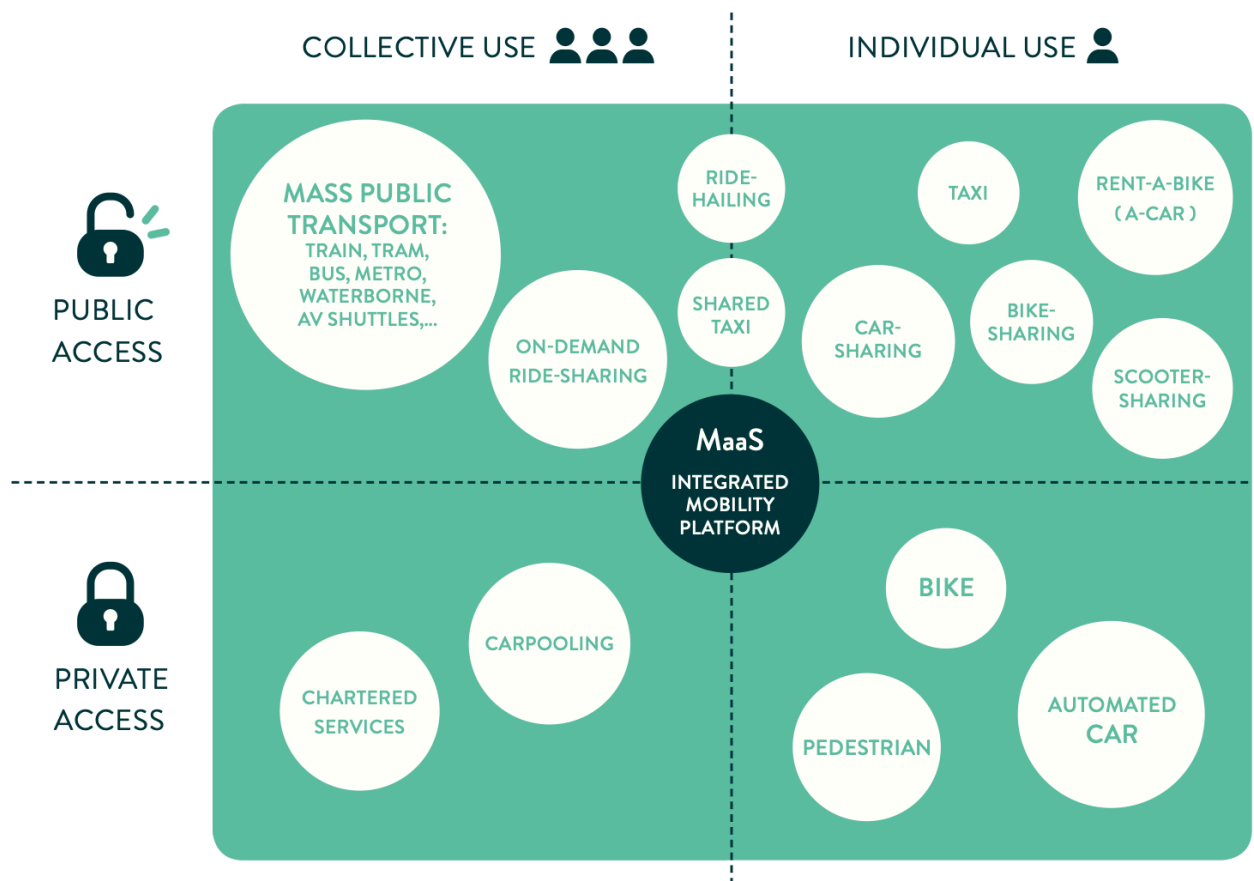 COLLECTIVE USE
INDIVIDUAL USE
PUBLIC
ACCESS
MASS PUBLIC
TRANSPORT:
TRAIN, TRAM,
BUS, METRO,
WATERBORNE,
AV SHUTTLES,...
ON-DEMAND
RIDE-SHARING
RIDE-
HAILING
SHARED
TAXI
TAXI
RENT-A-BIKE
( A-CAR )
CAR-
SHARING
BIKE-
SHARING
SCOOTER-
SHARING
MaaS
INTEGRATED
MOBILITY
PLATFORM
PRIVATE
ACCESS
CHARTERED
SERVICES
CARPOOLING
BIKE
PEDESTRIAN
AUTOMATED
CAR